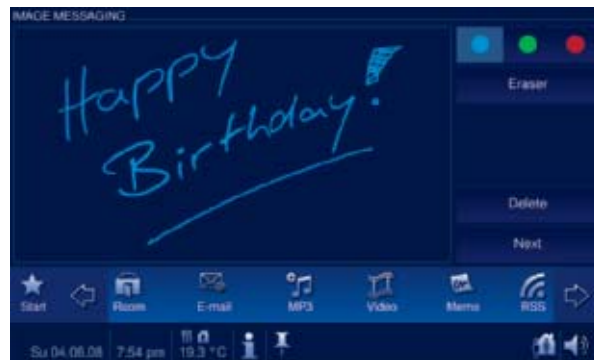 IMAGE MESSAGING
Happy
Birthday!
Eraser
Delete
Next
Start Room E-mail MP3 Video Memo RSS
Su 04.06.08 7:54 pm 19.3 °C